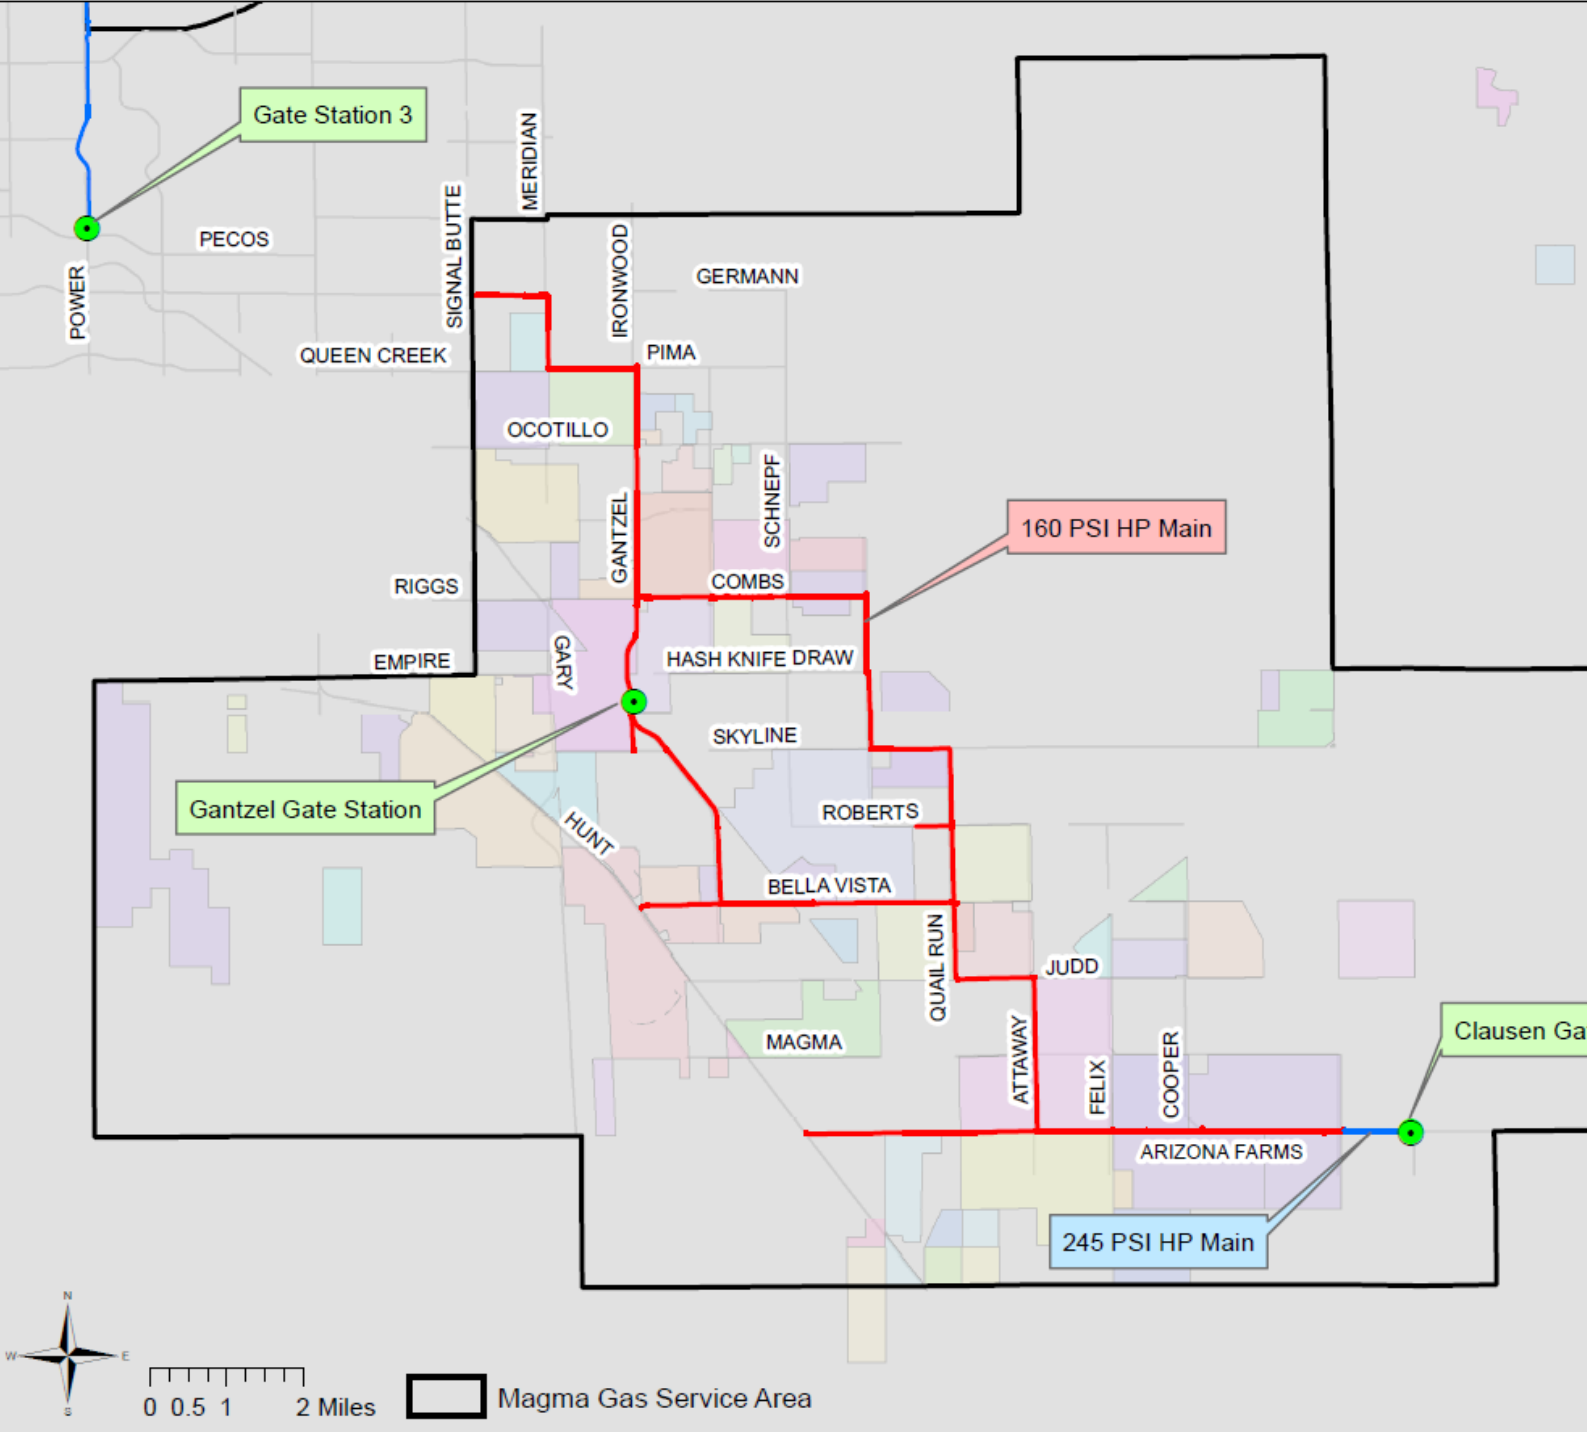 Gate Station 3
MERIDIAN
SIGNAL BUTTE
PECOS
IRONWOOD
POWER
GERMANN
QUEEN CREEK
PIMA
OCOTILLO
SCHNEPF
GANTZEL
160 PSI HP Main
RIGGS
COMBS
GARY
EMPIRE
HASH KNIFE DRAW
SKYLINE
Gantzel Gate Station
HUNT
ROBERTS
BELLA VISTA
QUAIL RUN
JUDD
MAGMA
ATTAWAY
FELIX
COOPER
Clausen Ga
ARIZONA FARMS
245 PSI HP Main
N
W E
S
0 0.5 1 2 Miles
Magma Gas Service Area